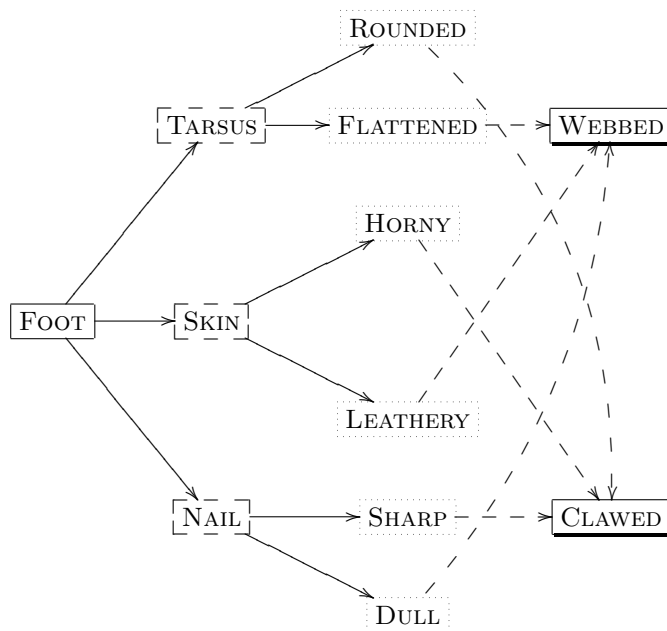 ROUNDED
TARSUS
FLATTENED
WEBBED
HORNY
FOOT
SKIN
LEATHERY
NAIL
SHARP
CLAWED
DULL